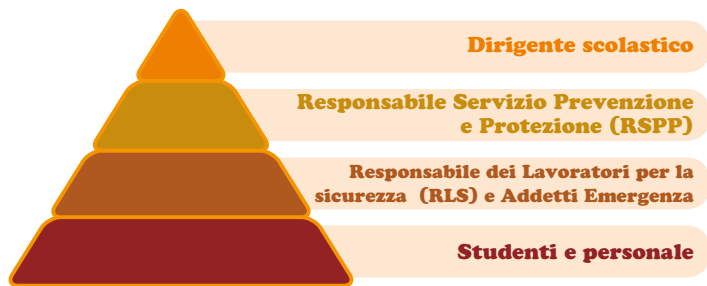 Dirigente scolastico
Responsabile Servizio Prevenzione
e Protezione (RSPP)
Responsabile dei Lavoratori per la
sicurezza (RLS) e Addetti Emergenza
Studenti e personale